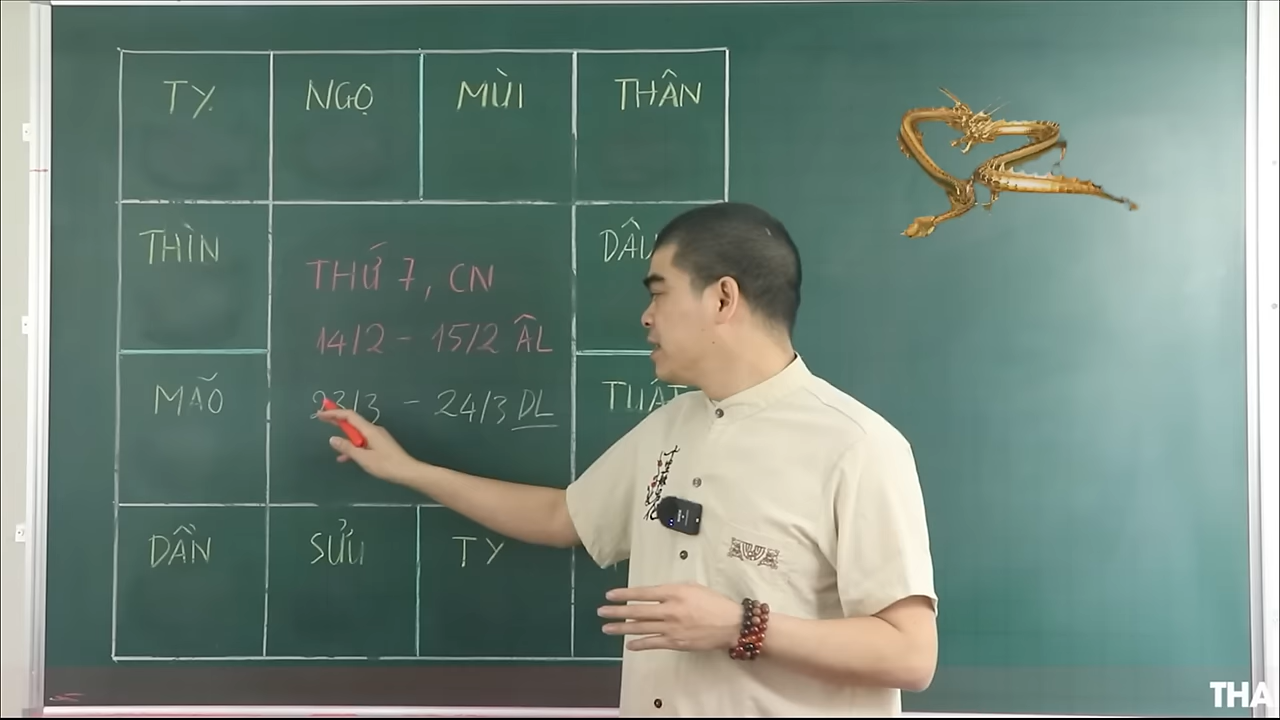 TỴ
NGỌ
MÙI
THÂN
THÌN
THỨ 7, CN
14/2 - 15/2 ÂL
MÃO
23/3 - 24/3 DL
DẦN
SỬU
TY
THA